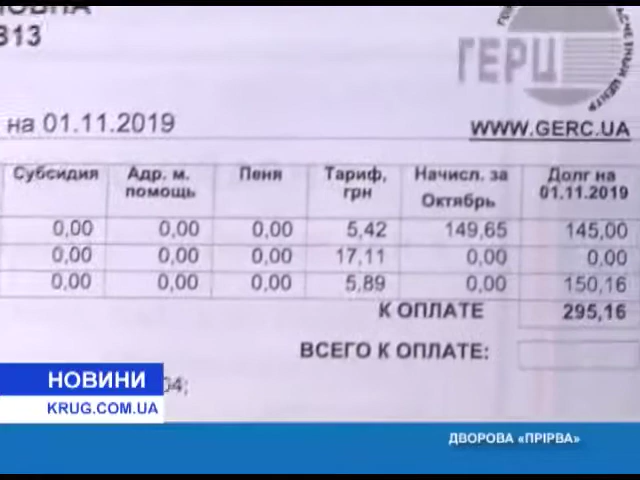 313
ГЕРЦ
на 01.11.2019
WWW.GERC.UA
Субсидия Адр. м. помощь Пеня Тариф, грн Начисл. за Октябрь Долг на 01.11.2019
0,00 0,00 0,00 5,42 149,65 145,00
0,00 0,00 0,00 17,11 0,00 0,00
0,00 0,00 0,00 5,89 0,00 150,16
К ОПЛАТЕ 295,16
ВСЕГО К ОПЛАТЕ:
НОВИНИ
04;
KRUG.COM.UA
ДВОРОВА «ПРІРВА»